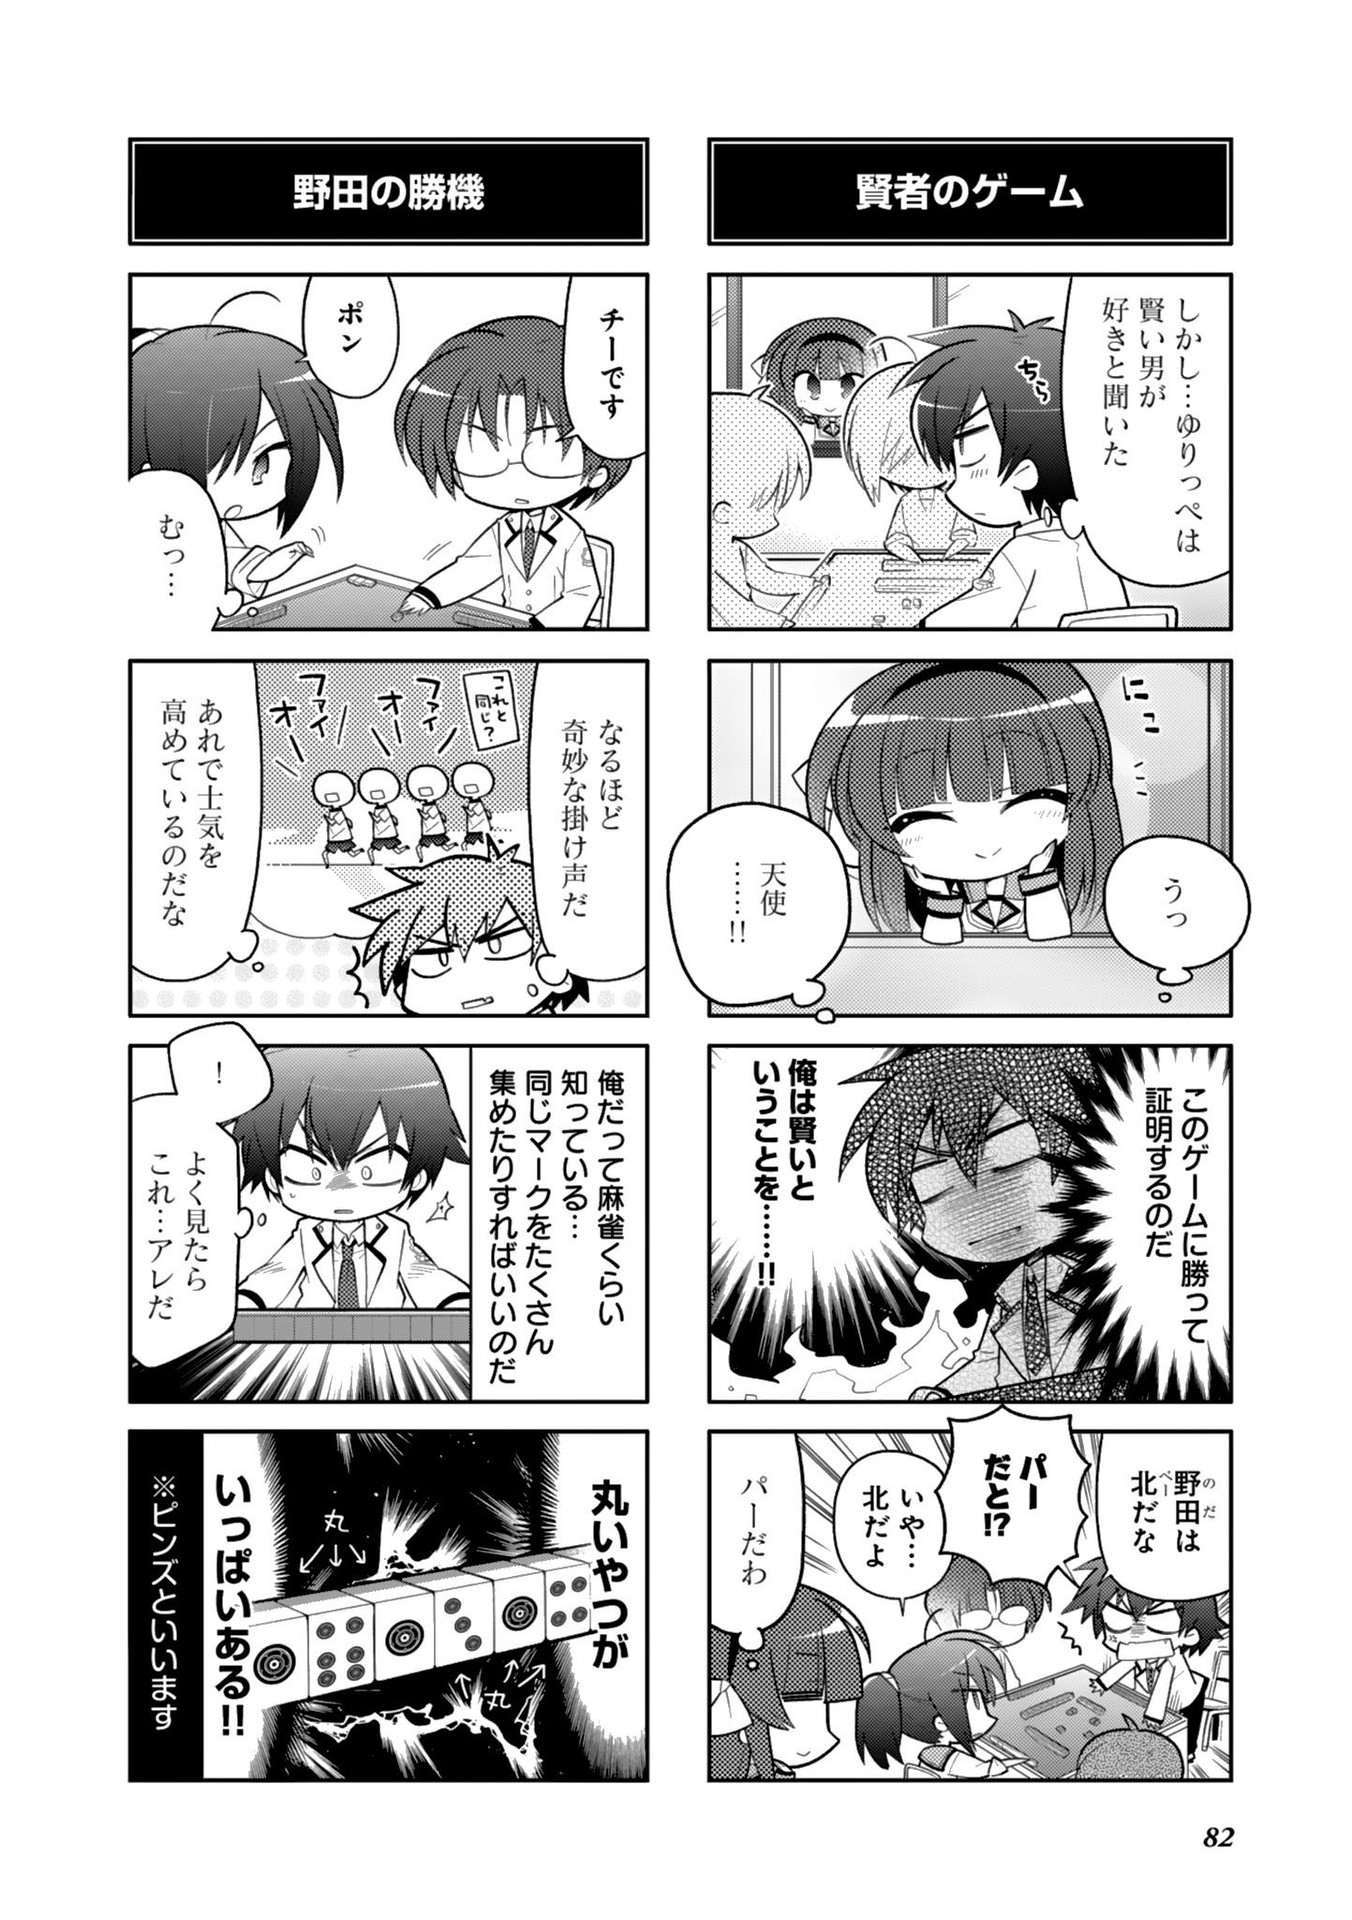 賢者のゲーム
しかし…ゆりっぺは
賢い男が
好きと聞いた
ちら
にこ
うっ
天使
……!!
このゲームに勝って
証明するのだ
俺は賢いと
いうことを……!!
野田は
のだ
北だな
ペー
パー
だと!?
いや…
北だよ
パーだわ
野田の勝機
チーです
ポン
むっ…
なるほど
奇妙な掛け声だ
これと
同じ?
ファイ
オー
ファイ
オー
あれで士気を
高めているのだな
俺だって麻雀くらい
知っている…
同じマークをたくさん
集めたりすればいいのだ
!
よく見たら
これ…アレだ
丸いやつが
丸
丸
いっぱいある!!
※ピンズといいます
82